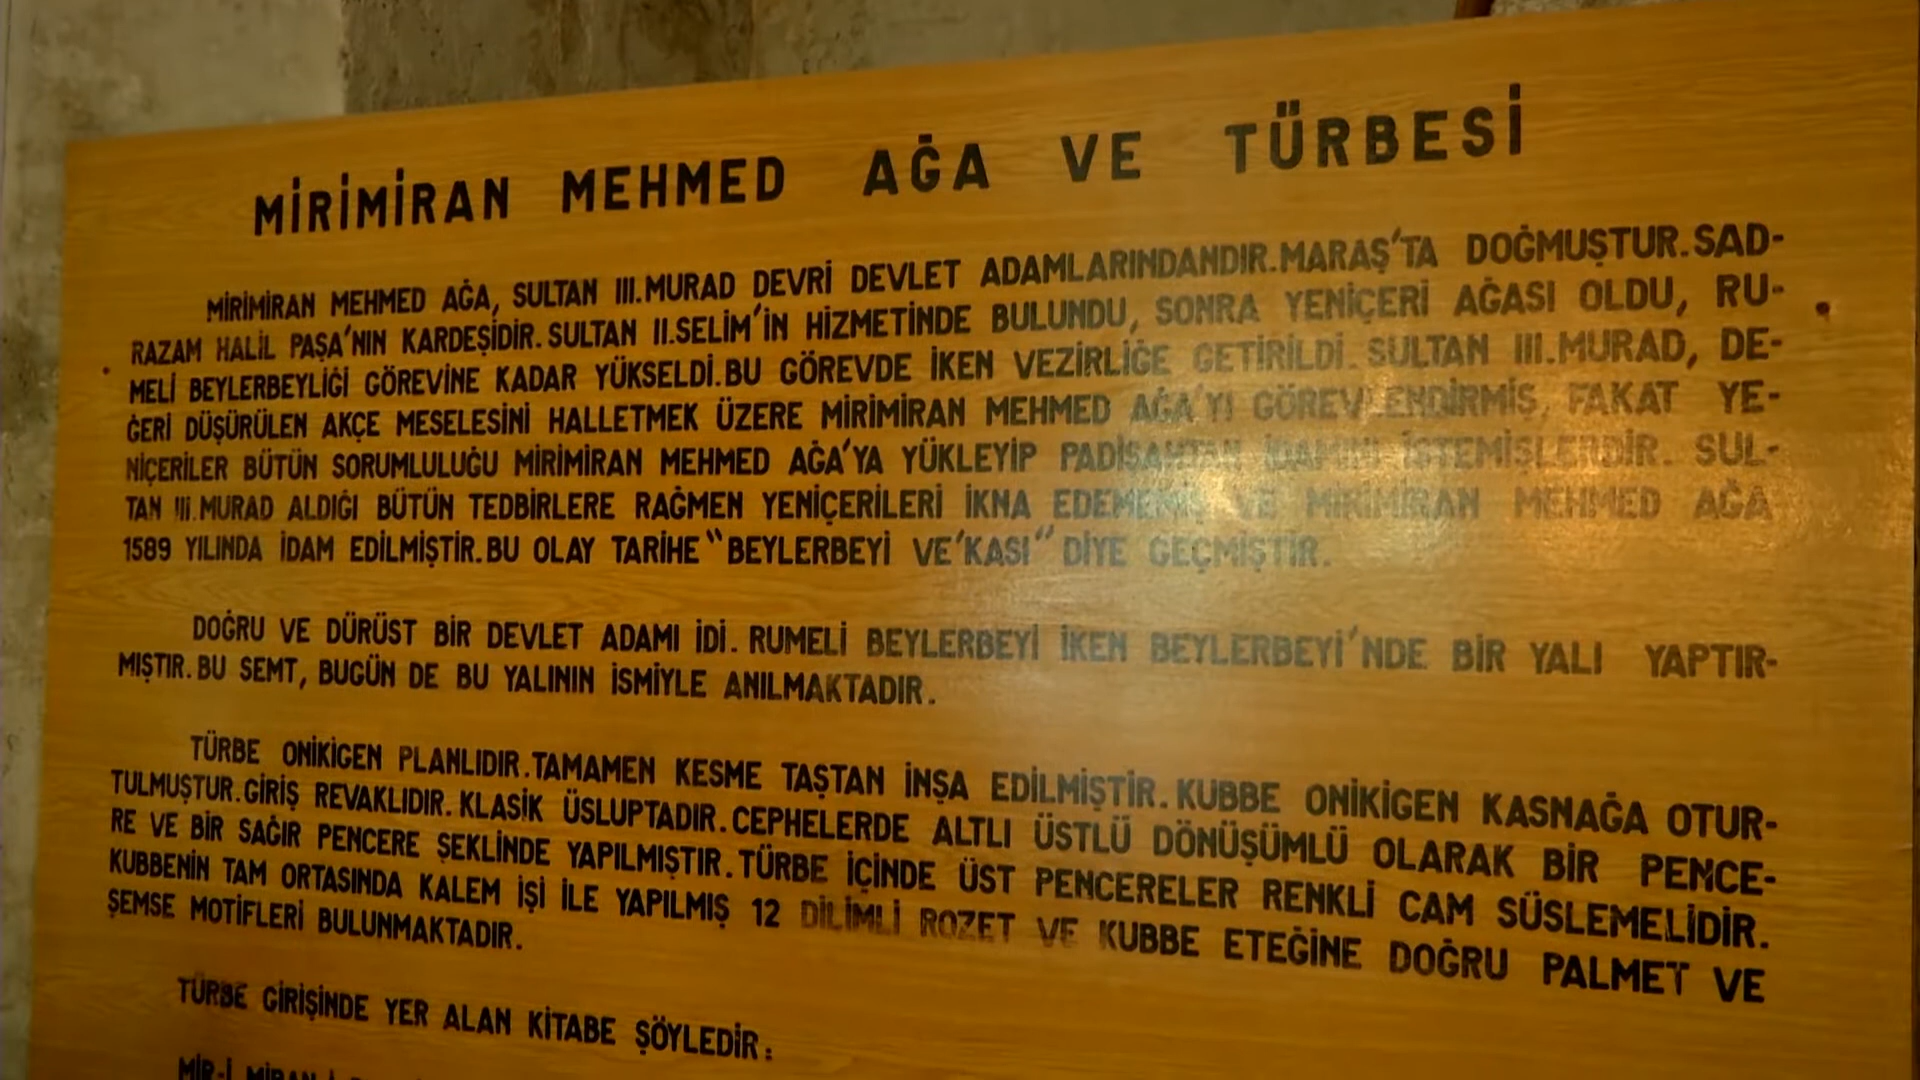 MİRİMİRAN MEHMED AĞA VE TÜRBESİ
MİRİMİRAN MEHMED AĞA, SULTAN III.MURAD DEVRİ DEVLET ADAMLARINDANDIR.MARAŞ'TA DOĞMUŞTUR.SAD-
RAZAM HALİL PAŞA'NIN KARDEŞİDİR.SULTAN II.SELİM'İN HİZMETİNDE BULUNDU, SONRA YENİÇERİ AĞASI OLDU, RU-
MELİ BEYLERBEYLİĞİ GÖREVİNE KADAR YÜKSELDİ.BU GÖREVDE İKEN VEZİRLİĞE GETİRİLDİ. SULTAN III.MURAD, DE-
ĞERİ DÜŞÜRÜLEN AKÇE MESELESİNİ HALLETMEK ÜZERE MİRİMİRAN MEHMED AĞA'YI GÖREVLENDİRMİŞ, FAKAT YE-
NİÇERİLER BÜTÜN SORUMLULUĞU MİRİMİRAN MEHMED AĞA'YA YÜKLEYİP PADİŞAHTAN İDAMINI İSTEMİŞLERDİR. SUL-
TAN III.MURAD ALDIĞI BÜTÜN TEDBİRLERE RAĞMEN YENİÇERİLERİ İKNA EDEMEMİŞ VE MİRİMİRAN MEHMED AĞA
1589 YILINDA İDAM EDİLMİŞTİR.BU OLAY TARİHE "BEYLERBEYİ VE'KASI" DİYE GEÇMİŞTİR.
DOĞRU VE DÜRÜST BİR DEVLET ADAMI İDİ. RUMELİ BEYLERBEYİ İKEN BEYLERBEYİ'NDE BİR YALI YAPTIR-
MIŞTIR.BU SEMT, BUGÜN DE BU YALININ İSMİYLE ANILMAKTADIR.
TÜRBE ONİKİGEN PLANLIDIR.TAMAMEN KESME TAŞTAN İNŞA EDİLMİŞTİR.KUBBE ONİKİGEN KASNAĞA OTUR-
TULMUŞTUR.GİRİŞ REVAKLIDIR.KLASİK ÜSLUPTADIR.CEPHELERDE ALTLI ÜSTLÜ DÖNÜŞÜMLÜ OLARAK BİR PENCE-
RE VE BİR SAĞIR PENCERE ŞEKLİNDE YAPILMIŞTIR.TÜRBE İÇİNDE ÜST PENCERELER RENKLİ CAM SÜSLEMELİDİR.
KUBBENİN TAM ORTASINDA KALEM İŞİ İLE YAPILMIŞ 12 DİLİMLİ ROZET VE KUBBE ETEĞİNE DOĞRU PALMET VE
ŞEMSE MOTİFLERİ BULUNMAKTADIR.
TÜRBE GİRİŞİNDE YER ALAN KİTABE ŞÖYLEDİR:
MİR-İ MİRAN-I